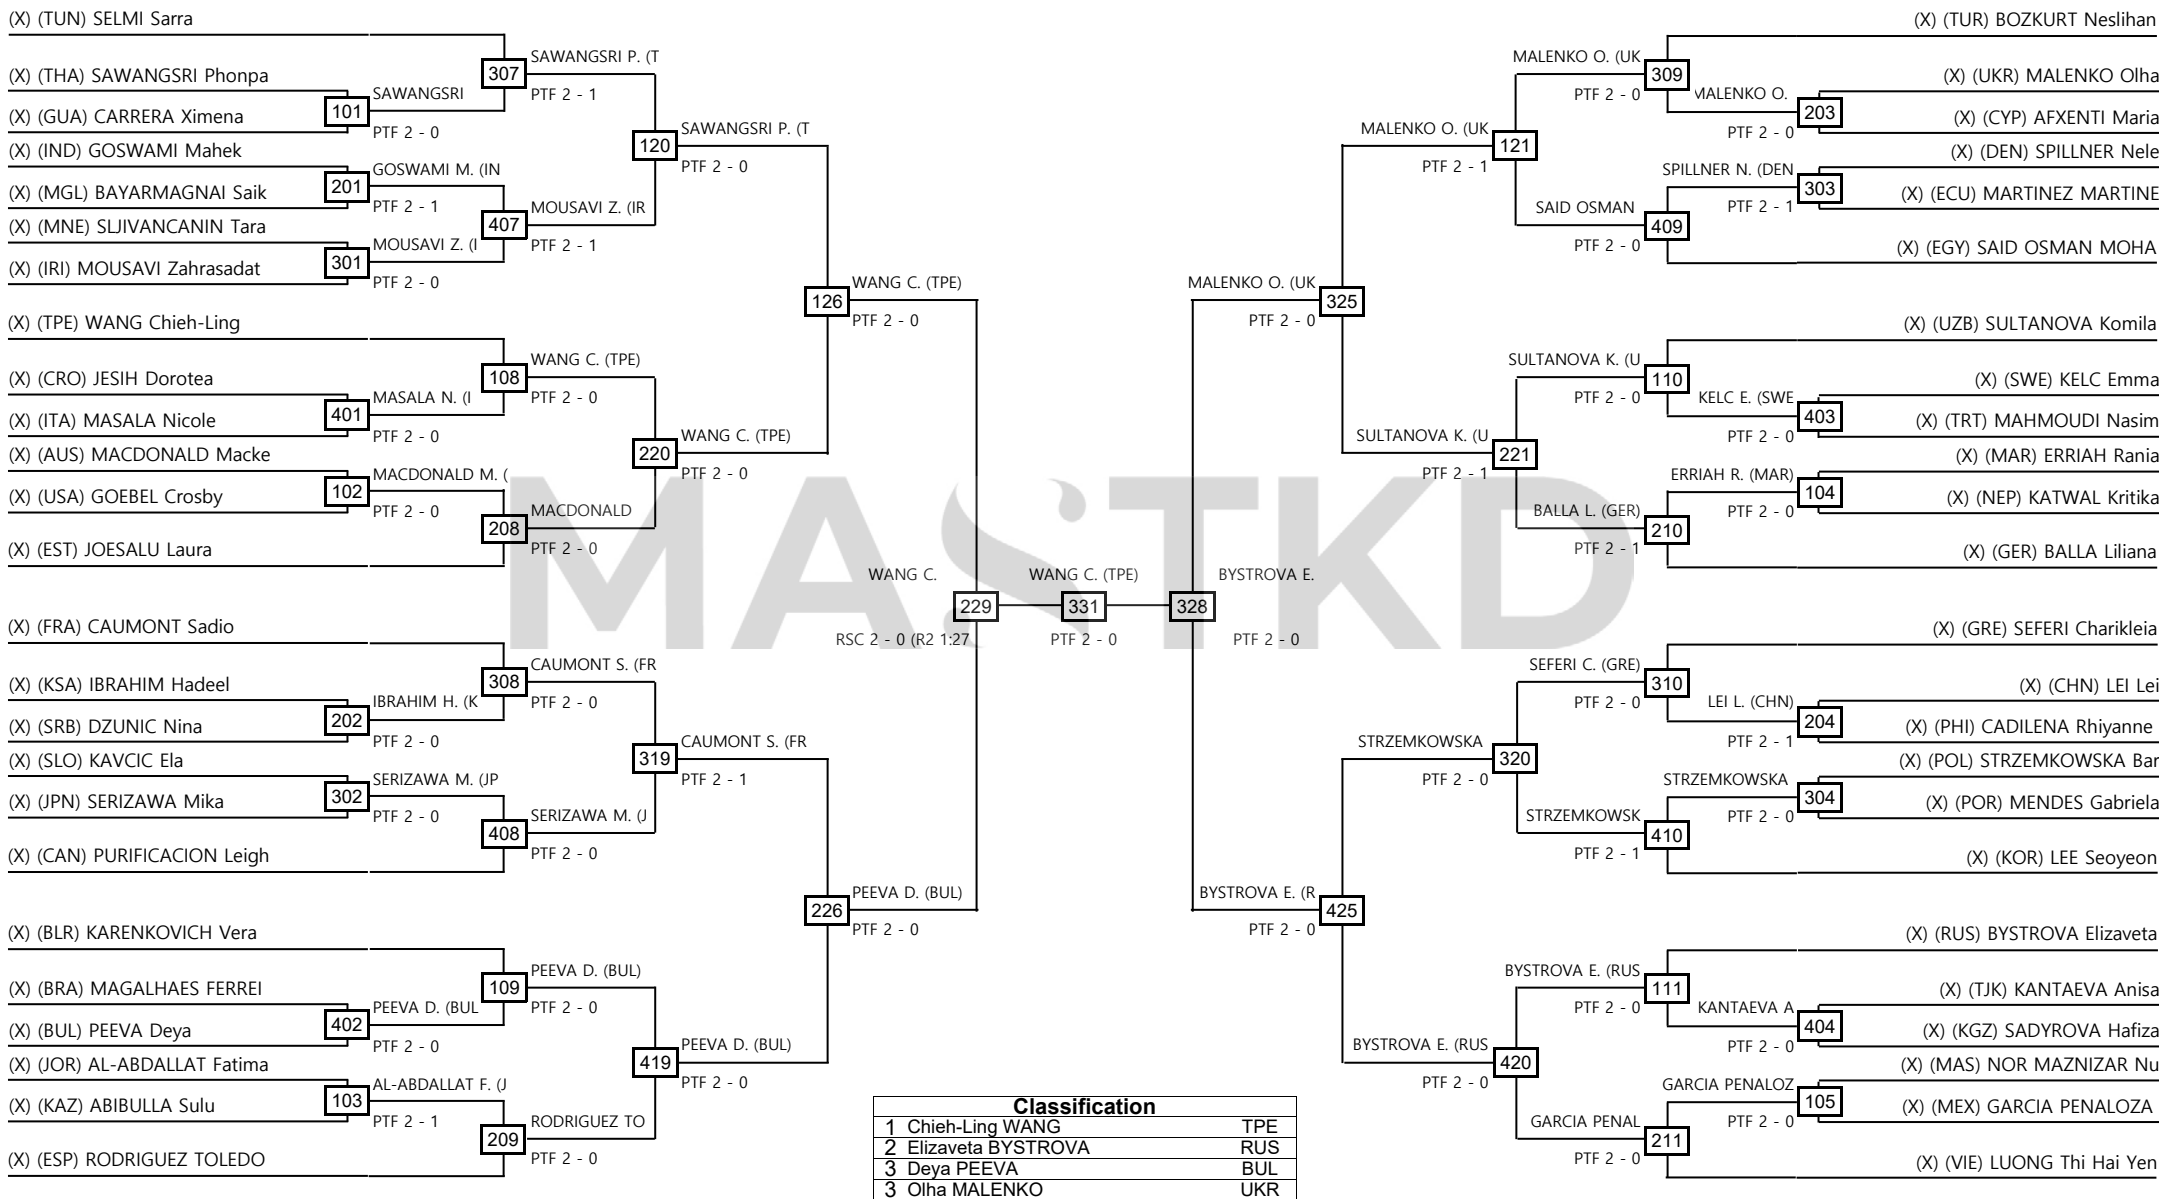 (X) (TUN) SELMI Sarra
(X) (THA) SAWANGSRI Phonpa
(X) (GUA) CARRERA Ximena
(X) (IND) GOSWAMI Mahek
(X) (MGL) BAYARMAGNAI Saik
(X) (MNE) SLJIVANCANIN Tara
(X) (IRI) MOUSAVI Zahrasadat
(X) (TPE) WANG Chieh-Ling
(X) (CRO) JESIH Dorotea
(X) (ITA) MASALA Nicole
(X) (AUS) MACDONALD Macke
(X) (USA) GOEBEL Crosby
(X) (EST) JOESALU Laura
(X) (FRA) CAUMONT Sadio
(X) (KSA) IBRAHIM Hadeel
(X) (SRB) DZUNIC Nina
(X) (SLO) KAVCIC Ela
(X) (JPN) SERIZAWA Mika
(X) (CAN) PURIFICACION Leigh
(X) (BLR) KARENKOVICH Vera
(X) (BRA) MAGALHAES FERREI
(X) (BUL) PEEVA Deya
(X) (JOR) AL-ABDALLAT Fatima
(X) (KAZ) ABIBULLA Sulu
(X) (ESP) RODRIGUEZ TOLEDO
101
SAWANGSRI
PTF 2 - 0
201
GOSWAMI M. (IN
PTF 2 - 1
301
MOUSAVI Z. (I
PTF 2 - 0
401
MASALA N. (I
PTF 2 - 0
102
MACDONALD M. (
PTF 2 - 0
202
IBRAHIM H. (K
PTF 2 - 0
302
SERIZAWA M. (JP
PTF 2 - 0
402
PEEVA D. (BUL
PTF 2 - 0
103
AL-ABDALLAT F. (J
PTF 2 - 1
307
SAWANGSRI P. (T
PTF 2 - 1
407
MOUSAVI Z. (IR
PTF 2 - 1
108
WANG C. (TPE)
PTF 2 - 0
208
MACDONALD
PTF 2 - 0
308
CAUMONT S. (FR
PTF 2 - 0
408
SERIZAWA M. (J
PTF 2 - 0
109
PEEVA D. (BUL)
PTF 2 - 0
209
RODRIGUEZ TO
PTF 2 - 0
120
SAWANGSRI P. (T
PTF 2 - 0
220
WANG C. (TPE)
PTF 2 - 0
319
CAUMONT S. (FR
PTF 2 - 1
419
PEEVA D. (BUL)
PTF 2 - 0
126
WANG C. (TPE)
PTF 2 - 0
226
PEEVA D. (BUL)
PTF 2 - 0
MASTKD
WANG C.
229
RSC 2 - 0 (R2 1:27
WANG C. (TPE)
331
PTF 2 - 0
BYSTROVA E.
328
PTF 2 - 0
MALENKO O. (UK
325
PTF 2 - 0
BYSTROVA E. (R
425
PTF 2 - 0
MALENKO O. (UK
121
PTF 2 - 1
SULTANOVA K. (U
221
PTF 2 - 1
STRZEMKOWSKA
320
PTF 2 - 0
BYSTROVA E. (RUS
420
PTF 2 - 0
MALENKO O. (UK
309
PTF 2 - 0
SAID OSMAN
409
PTF 2 - 0
SULTANOVA K. (U
110
PTF 2 - 0
BALLA L. (GER)
210
PTF 2 - 1
SEFERI C. (GRE)
310
PTF 2 - 0
STRZEMKOWSK
410
PTF 2 - 1
BYSTROVA E. (RUS
111
PTF 2 - 0
GARCIA PENAL
211
PTF 2 - 0
MALENKO O.
203
PTF 2 - 0
SPILLNER N. (DEN
303
PTF 2 - 1
KELC E. (SWE
403
PTF 2 - 0
ERRIAH R. (MAR)
104
PTF 2 - 0
LEI L. (CHN)
204
PTF 2 - 1
STRZEMKOWSKA
304
PTF 2 - 0
KANTAEVA A
404
PTF 2 - 0
GARCIA PENALOZ
105
PTF 2 - 0
(X) (TUR) BOZKURT Neslihan
(X) (UKR) MALENKO Olha
(X) (CYP) AFXENTI Maria
(X) (DEN) SPILLNER Nele
(X) (ECU) MARTINEZ MARTINE
(X) (EGY) SAID OSMAN MOHA
(X) (UZB) SULTANOVA Komila
(X) (SWE) KELC Emma
(X) (TRT) MAHMOUDI Nasim
(X) (MAR) ERRIAH Rania
(X) (NEP) KATWAL Kritika
(X) (GER) BALLA Liliana
(X) (GRE) SEFERI Charikleia
(X) (CHN) LEI Lei
(X) (PHI) CADILENA Rhiyanne
(X) (POL) STRZEMKOWSKA Bar
(X) (POR) MENDES Gabriela
(X) (KOR) LEE Seoyeon
(X) (RUS) BYSTROVA Elizaveta
(X) (TJK) KANTAEVA Anisa
(X) (KGZ) SADYROVA Hafiza
(X) (MAS) NOR MAZNIZAR Nu
(X) (MEX) GARCIA PENALOZA
(X) (VIE) LUONG Thi Hai Yen
Classification
1 Chieh-Ling WANG TPE
2 Elizaveta BYSTROVA RUS
3 Deya PEEVA BUL
3 Olha MALENKO UKR